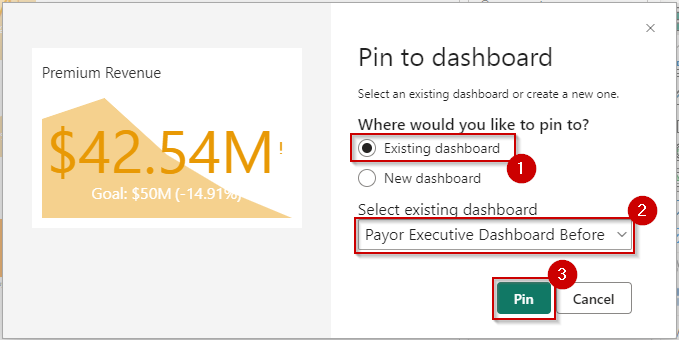 Premium Revenue
$42.54M!
Goal: $50M (-14.91%)
Pin to dashboard
Select an existing dashboard or create a new one.
Where would you like to pin to?
Existing dashboard
1
New dashboard
Select existing dashboard
2
Payor Executive Dashboard Before
3
Pin
Cancel